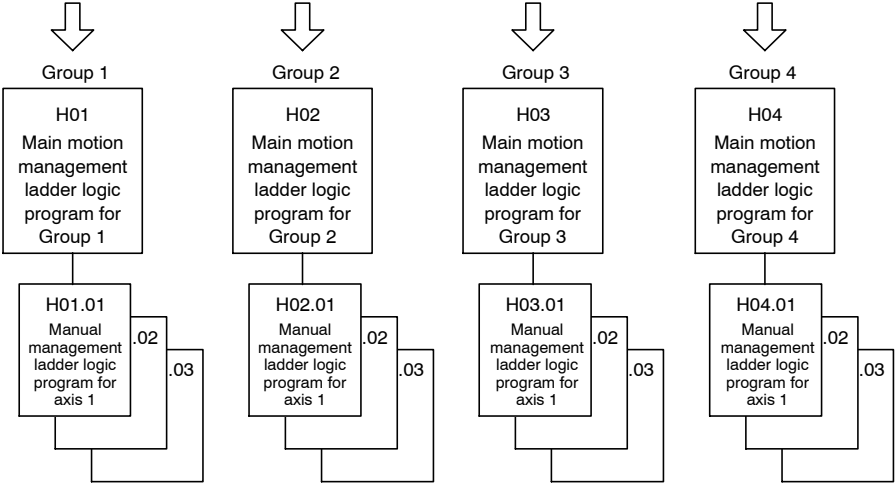 Group 1
H01
Main motion
management
ladder logic
program for
Group 1
H01.01
Manual
management
ladder logic
program for
axis 1
.02
.03
Group 2
H02
Main motion
management
ladder logic
program for
Group 2
H02.01
Manual
management
ladder logic
program for
axis 1
.02
.03
Group 3
H03
Main motion
management
ladder logic
program for
Group 3
H03.01
Manual
management
ladder logic
program for
axis 1
.02
.03
Group 4
H04
Main motion
management
ladder logic
program for
Group 4
H04.01
Manual
management
ladder logic
program for
axis 1
.02
.03